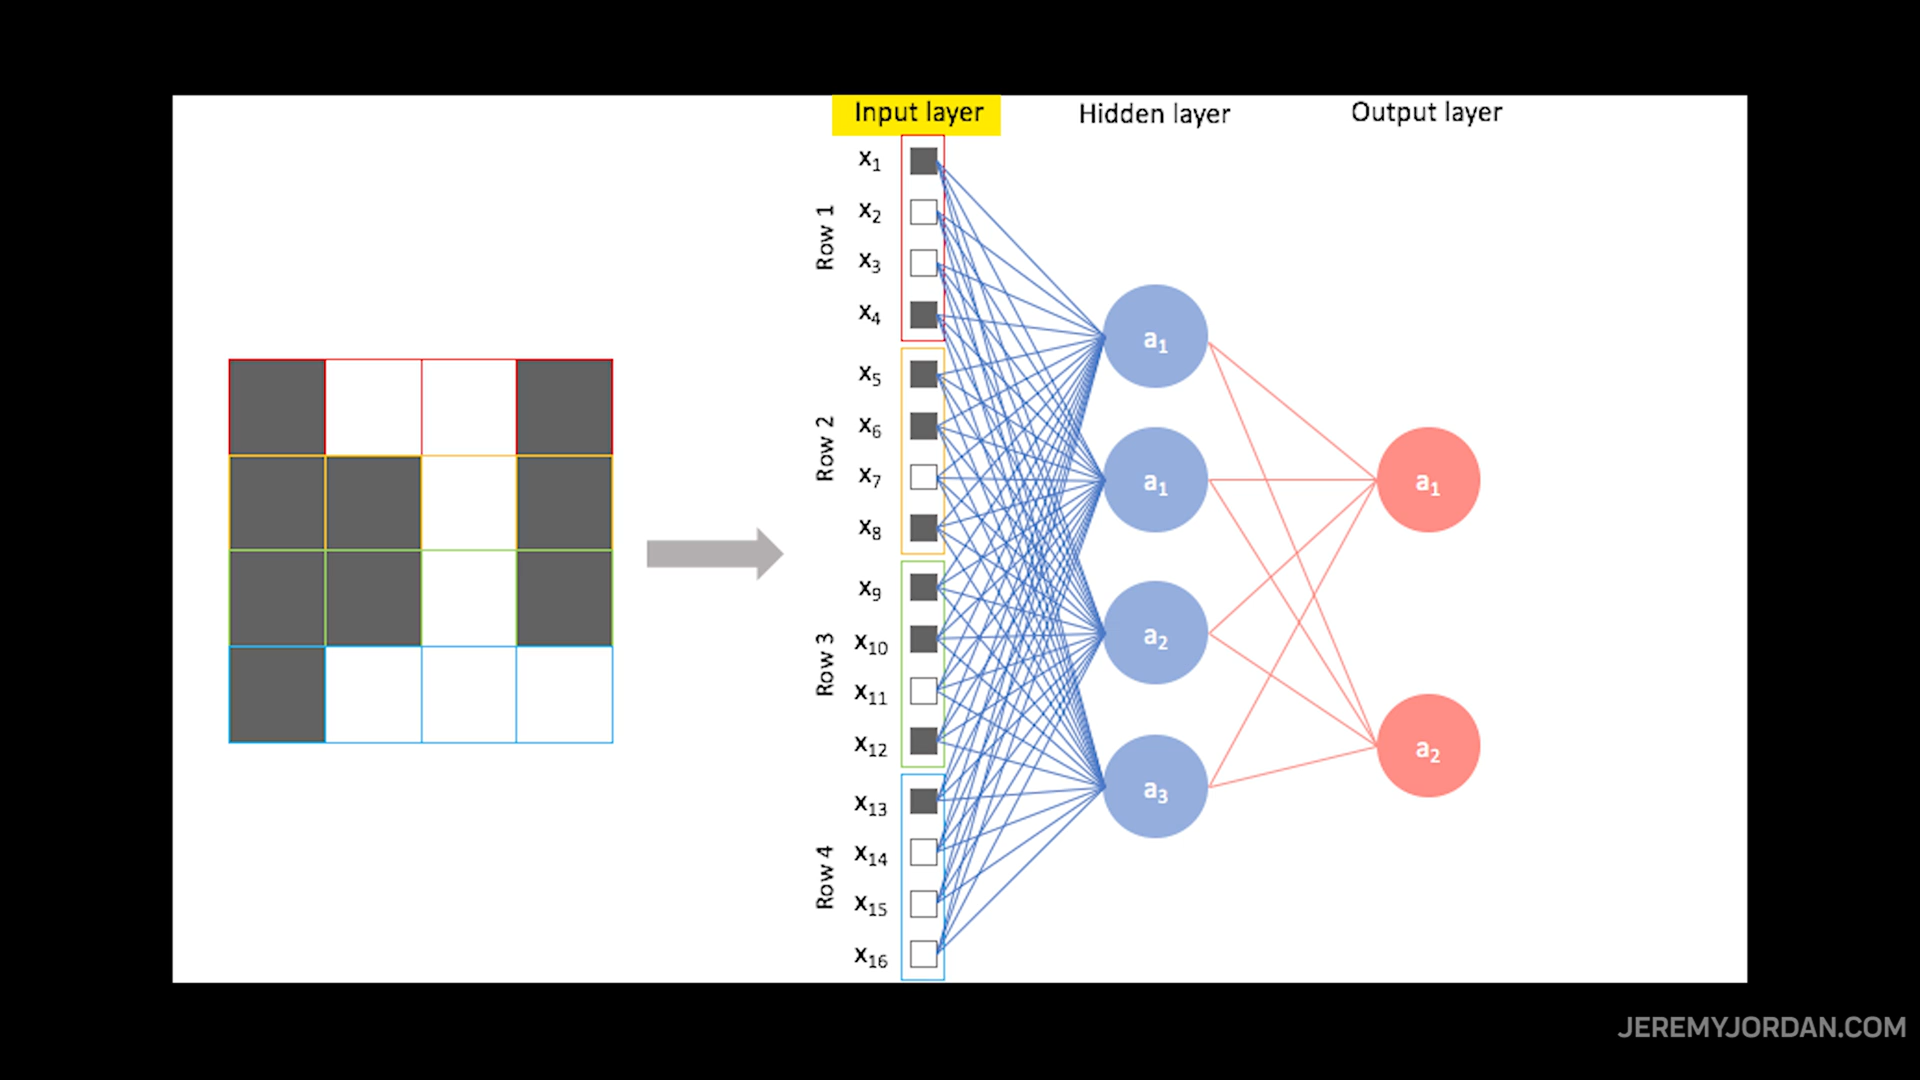 Input layer
Hidden layer
Output layer
Row 1
x1
x2
x3
x4
Row 2
x5
x6
x7
x8
Row 3
x9
x10
x11
x12
Row 4
x13
x14
x15
x16
a1
a1
a2
a3
a1
a2
JEREMYJORDAN.COM